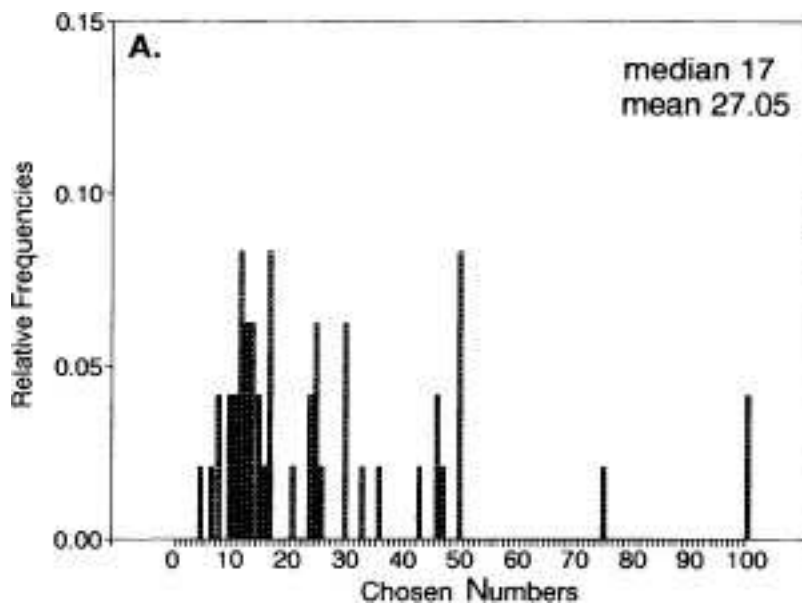 0.15
A.
median 17
mean 27.05
0.10
Relative Frequencies
0.05
0.00
0 10 20 30 40 50 60 70 80 90 100
Chosen Numbers